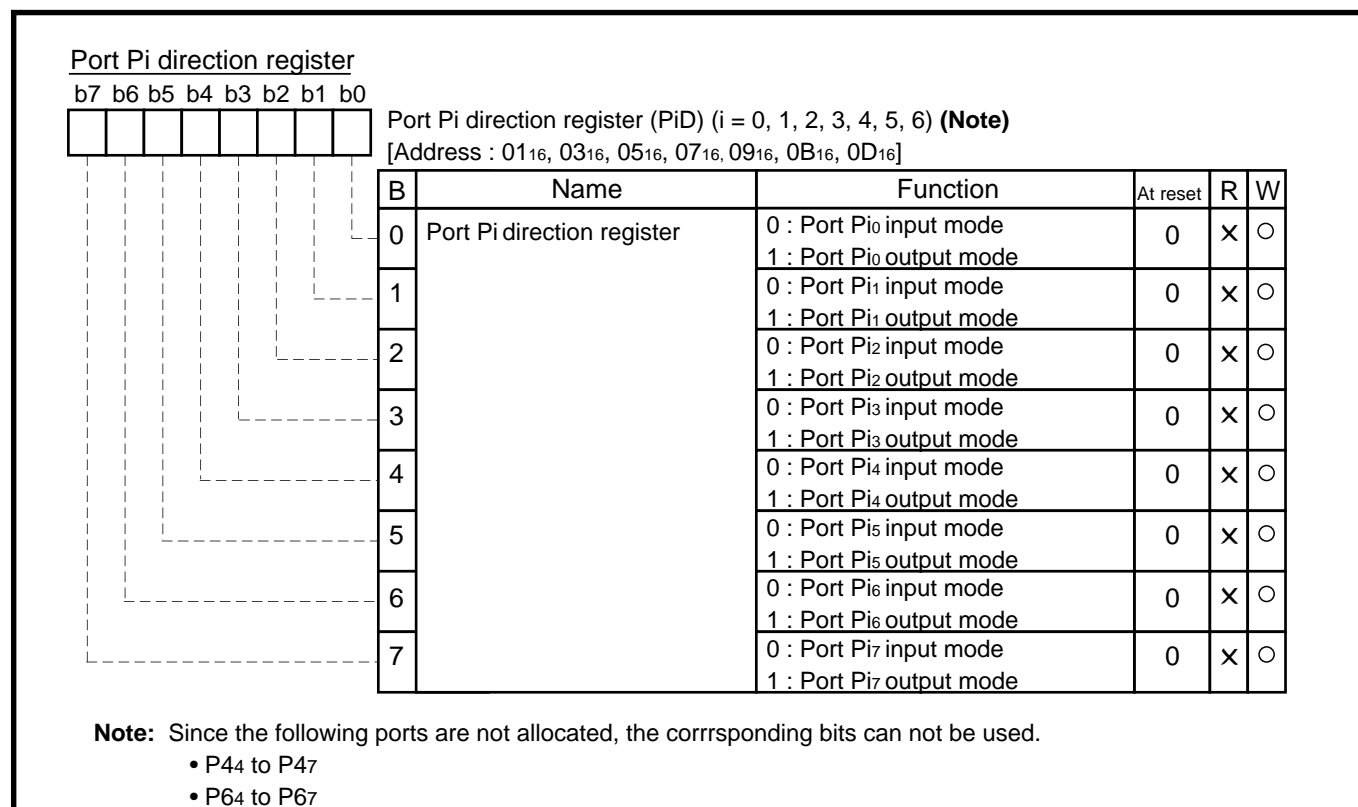 Port Pi direction register
b7 b6 b5 b4 b3 b2 b1 b0
Port Pi direction register (PiD) (i = 0, 1, 2, 3, 4, 5, 6) (Note)
[Address : 0116, 0316, 0516, 0716, 0916, 0B16, 0D16]
B Name Function At reset R W
0 Port Pi direction register 0 : Port Pi0 input mode 0 × ○
1 : Port Pi0 output mode
1 0 : Port Pi1 input mode 0 × ○
1 : Port Pi1 output mode
2 0 : Port Pi2 input mode 0 × ○
1 : Port Pi2 output mode
3 0 : Port Pi3 input mode 0 × ○
1 : Port Pi3 output mode
4 0 : Port Pi4 input mode 0 × ○
1 : Port Pi4 output mode
5 0 : Port Pi5 input mode 0 × ○
1 : Port Pi5 output mode
6 0 : Port Pi6 input mode 0 × ○
1 : Port Pi6 output mode
7 0 : Port Pi7 input mode 0 × ○
1 : Port Pi7 output mode
Note: Since the following ports are not allocated, the corrrsponding bits can not be used.
• P44 to P47
• P64 to P67